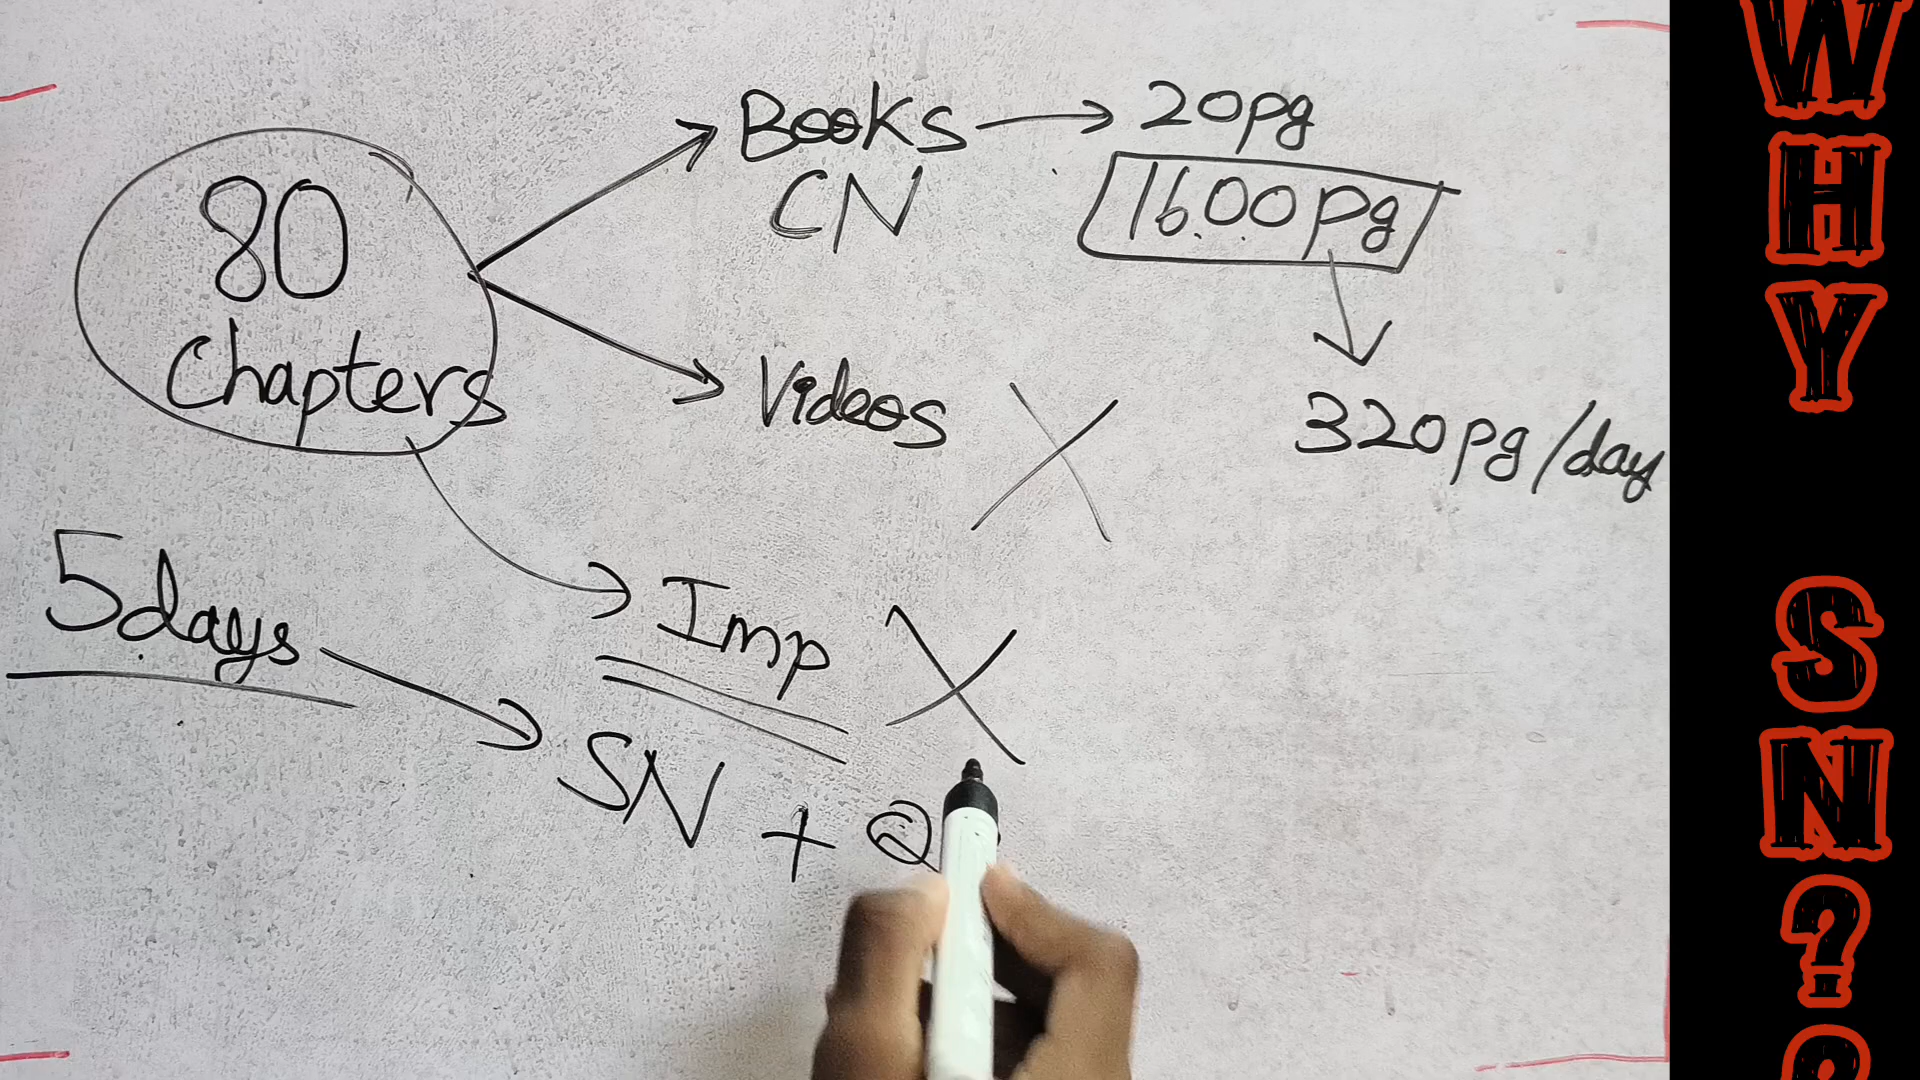 80
Chapters
Books
CN
20pg
1600pg
320pg/day
Videos
5days
Imp
SN + Q
WHY SN?